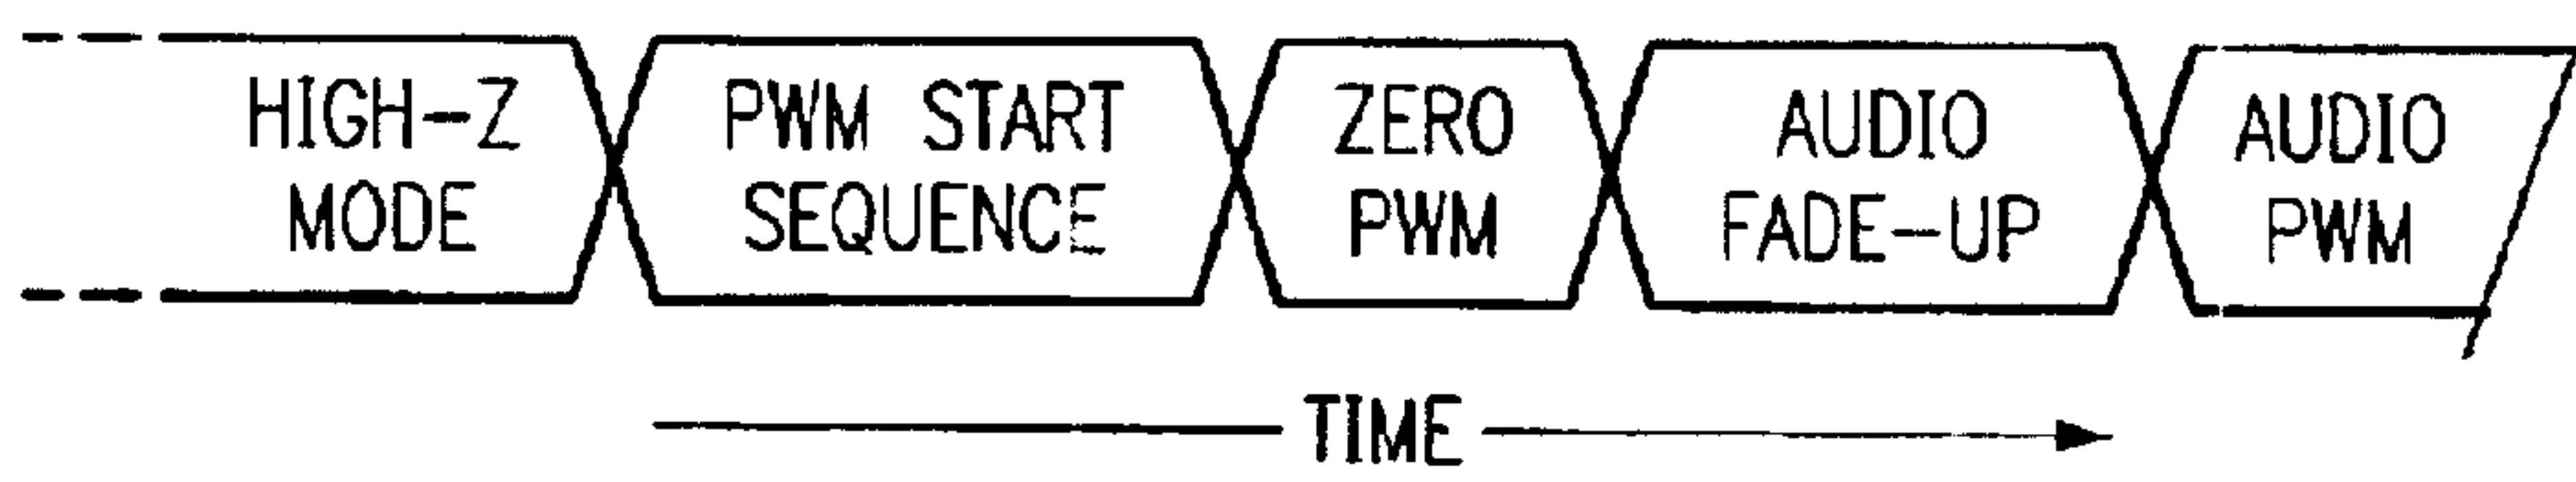 HIGH-Z
MODE
PWM START
SEQUENCE
ZERO
PWM
AUDIO
FADE-UP
AUDIO
PWM
TIME